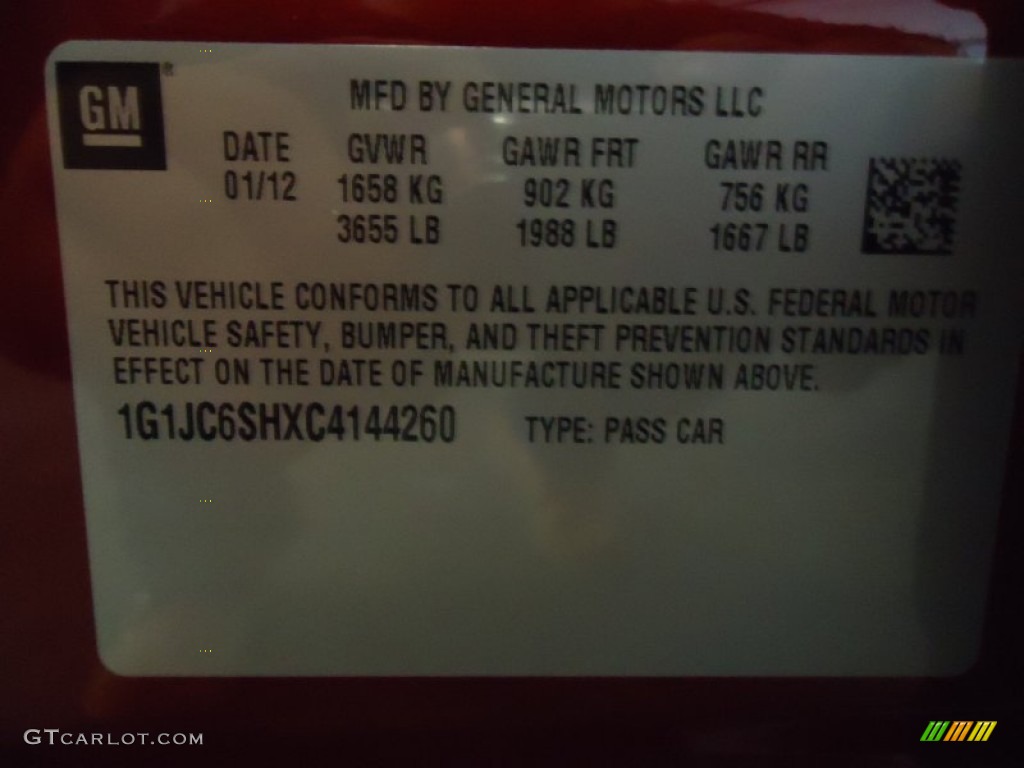 GM ®
MFD BY GENERAL MOTORS LLC
DATE GVWR GAWR FRT GAWR RR
01/12 1658 KG 902 KG 756 KG
3655 LB 1988 LB 1667 LB
THIS VEHICLE CONFORMS TO ALL APPLICABLE U.S. FEDERAL MOTOR
VEHICLE SAFETY, BUMPER, AND THEFT PREVENTION STANDARDS IN
EFFECT ON THE DATE OF MANUFACTURE SHOWN ABOVE.
1G1JC6SHXC4144260 TYPE: PASS CAR
GTCARLOT.COM